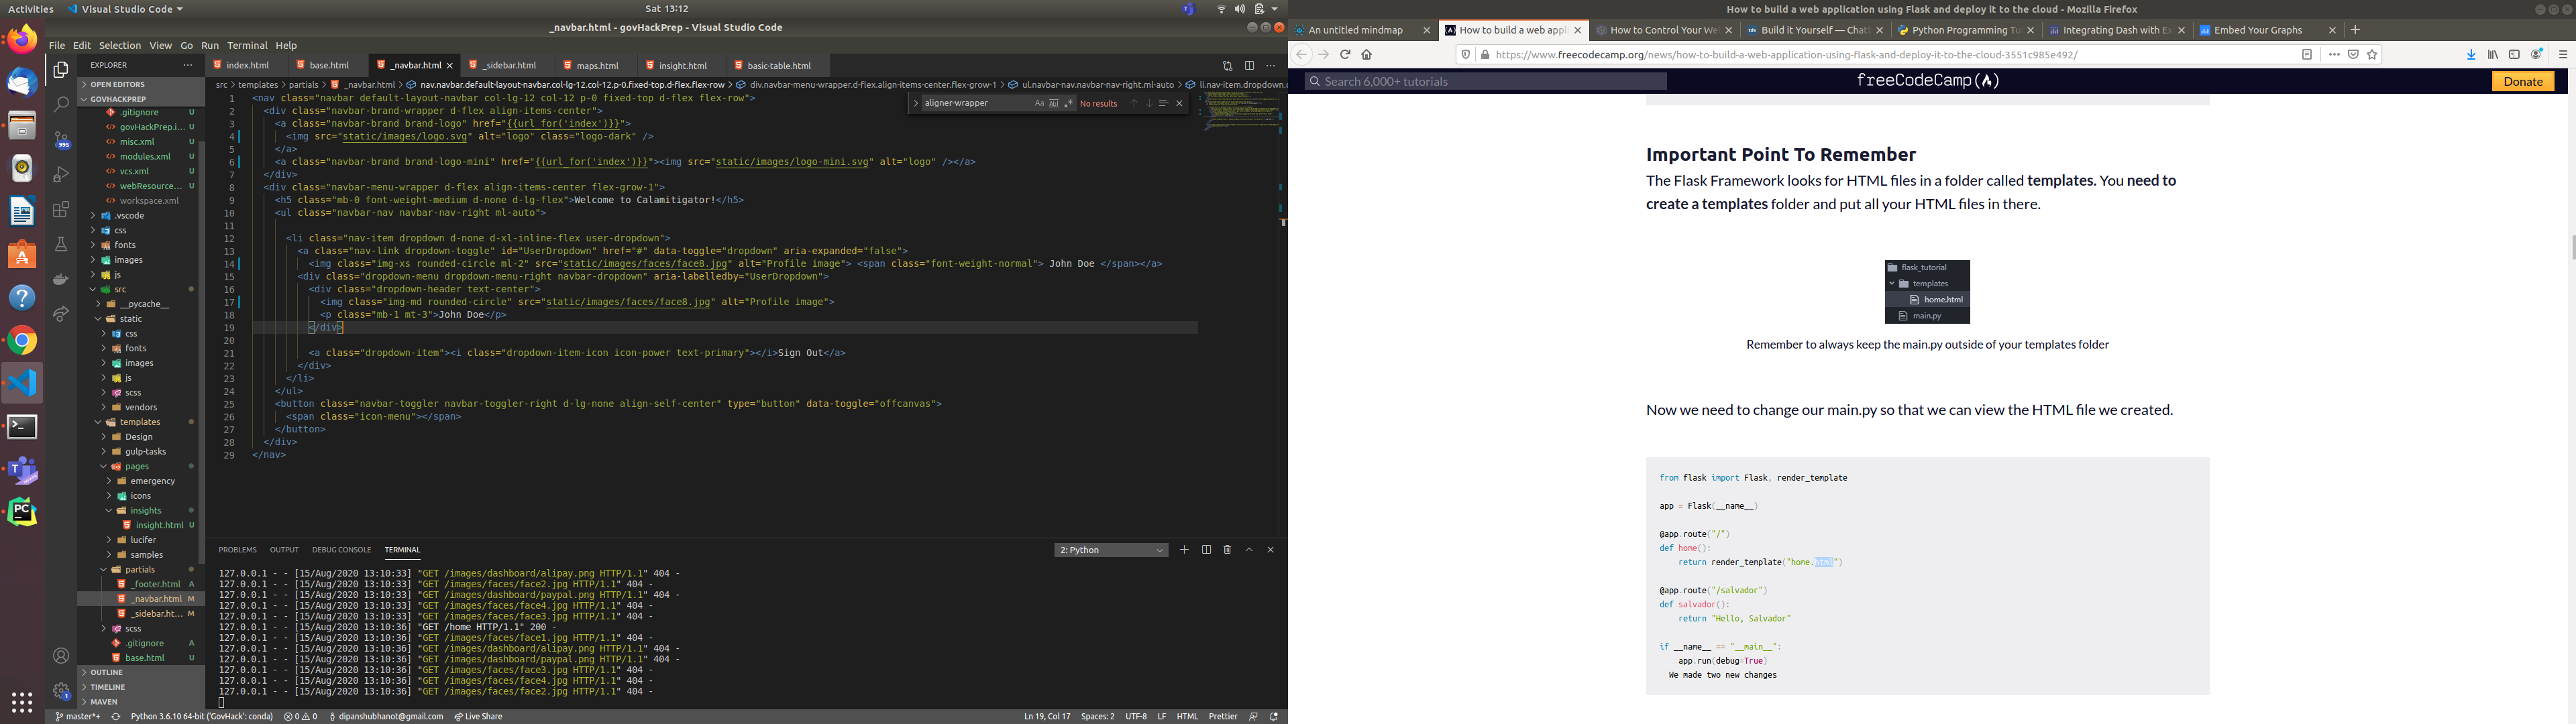 Activities
Visual Studio Code
Sat 13:12
_navbar.html - govHackPrep - Visual Studio Code
File Edit Selection View Go Run Terminal Help
EXPLORER
OPEN EDITORS
GOVHACKPREP
.gitignore U
govHackPrep.i... U
misc.xml U
modules.xml U
vcs.xml U
webResource... U
workspace.xml
.vscode
css
fonts
images
js
src
__pycache__
static
css
fonts
images
js
scss
vendors
templates
Design
gulp-tasks
pages
emergency
icons
insights
insight.html U
lucifer
samples
partials
_footer.html A
_navbar.html M
_sidebar.ht... M
scss
.gitignore A
base.html U
OUTLINE
TIMELINE
MAVEN
995
1
index.html
base.html
_navbar.html
_sidebar.html
maps.html
insight.html
basic-table.html
src > templates > partials > _navbar.html > nav.navbar.default-layout-navbar.col-lg-12.col-12.p-0.fixed-top.d-flex.flex-row > div.navbar-menu-wrapper.d-flex.align-items-center.flex-grow-1 > ul.navbar-nav.navbar-nav-right.ml-auto > li.nav-item.dropdown.d
aligner-wrapper
No results
1 <nav class="navbar default-layout-navbar col-lg-12 col-12 p-0 fixed-top d-flex flex-row">
2 <div class="navbar-brand-wrapper d-flex align-items-center">
3 <a class="navbar-brand brand-logo" href="{{url_for('index')}}">
4 <img src="static/images/logo.svg" alt="logo" class="logo-dark" />
5 </a>
6 <a class="navbar-brand brand-logo-mini" href="{{url_for('index')}}"><img src="static/images/logo-mini.svg" alt="logo" /></a>
7 </div>
8 <div class="navbar-menu-wrapper d-flex align-items-center flex-grow-1">
9 <h5 class="mb-0 font-weight-medium d-none d-lg-flex">Welcome to Calamitigator!</h5>
10 <ul class="navbar-nav navbar-nav-right ml-auto">
11
12 <li class="nav-item dropdown d-none d-xl-inline-flex user-dropdown">
13 <a class="nav-link dropdown-toggle" id="UserDropdown" href="#" data-toggle="dropdown" aria-expanded="false">
14 <img class="img-xs rounded-circle ml-2" src="static/images/faces/face8.jpg" alt="Profile image"> <span class="font-weight-normal"> John Doe </span></a>
15 <div class="dropdown-menu dropdown-menu-right navbar-dropdown" aria-labelledby="UserDropdown">
16 <div class="dropdown-header text-center">
17 <img class="img-md rounded-circle" src="static/images/faces/face8.jpg" alt="Profile image">
18 <p class="mb-1 mt-3">John Doe</p>
19 </div>
20
21 <a class="dropdown-item"><i class="dropdown-item-icon icon-power text-primary"></i>Sign Out</a>
22 </div>
23 </li>
24 </ul>
25 <button class="navbar-toggler navbar-toggler-right d-lg-none align-self-center" type="button" data-toggle="offcanvas">
26 <span class="icon-menu"></span>
27 </button>
28 </div>
29 </nav>
PROBLEMS OUTPUT DEBUG CONSOLE TERMINAL
2: Python
127.0.0.1 - - [15/Aug/2020 13:10:33] "GET /images/dashboard/alipay.png HTTP/1.1" 404 -
127.0.0.1 - - [15/Aug/2020 13:10:33] "GET /images/faces/face2.jpg HTTP/1.1" 404 -
127.0.0.1 - - [15/Aug/2020 13:10:33] "GET /images/dashboard/paypal.png HTTP/1.1" 404 -
127.0.0.1 - - [15/Aug/2020 13:10:33] "GET /images/faces/face4.jpg HTTP/1.1" 404 -
127.0.0.1 - - [15/Aug/2020 13:10:33] "GET /images/faces/face3.jpg HTTP/1.1" 404 -
127.0.0.1 - - [15/Aug/2020 13:10:36] "GET /home HTTP/1.1" 200 -
127.0.0.1 - - [15/Aug/2020 13:10:36] "GET /images/faces/face1.jpg HTTP/1.1" 404 -
127.0.0.1 - - [15/Aug/2020 13:10:36] "GET /images/dashboard/alipay.png HTTP/1.1" 404 -
127.0.0.1 - - [15/Aug/2020 13:10:36] "GET /images/dashboard/paypal.png HTTP/1.1" 404 -
127.0.0.1 - - [15/Aug/2020 13:10:36] "GET /images/faces/face3.jpg HTTP/1.1" 404 -
127.0.0.1 - - [15/Aug/2020 13:10:36] "GET /images/faces/face4.jpg HTTP/1.1" 404 -
127.0.0.1 - - [15/Aug/2020 13:10:36] "GET /images/faces/face2.jpg HTTP/1.1" 404 -
master*+
Python 3.6.10 64-bit ('GovHack': conda)
0 0
dipanshubhanot@gmail.com
Live Share
Ln 19, Col 17
Spaces: 2
UTF-8
LF
HTML
Prettier
How to build a web application using Flask and deploy it to the cloud - Mozilla Firefox
An untitled mindmap
How to build a web appl
How to Control Your We
Build it Yourself — Chat
Python Programming Tu
Integrating Dash with Ex
Embed Your Graphs
https://www.freecodecamp.org/news/how-to-build-a-web-application-using-flask-and-deploy-it-to-the-cloud-3551c985e492/
Search 6,000+ tutorials
freeCodeCamp
Donate
Important Point To Remember
The Flask Framework looks for HTML files in a folder called templates. You need to
create a templates folder and put all your HTML files in there.
flask_tutorial
templates
home.html
main.py
Remember to always keep the main.py outside of your templates folder
Now we need to change our main.py so that we can view the HTML file we created.
from flask import Flask, render_template
app = Flask(__name__)
@app.route("/")
def home():
return render_template("home.html")
@app.route("/salvador")
def salvador():
return "Hello, Salvador"
if __name__ == "__main__":
app.run(debug=True)
We made two new changes